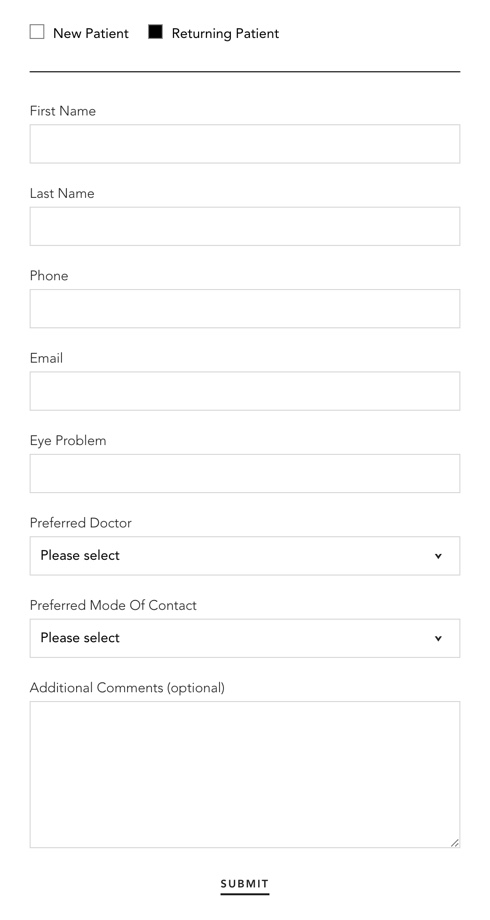 New Patient Returning Patient
First Name
Last Name
Phone
Email
Eye Problem
Preferred Doctor
Please select
Preferred Mode Of Contact
Please select
Additional Comments (optional)
SUBMIT